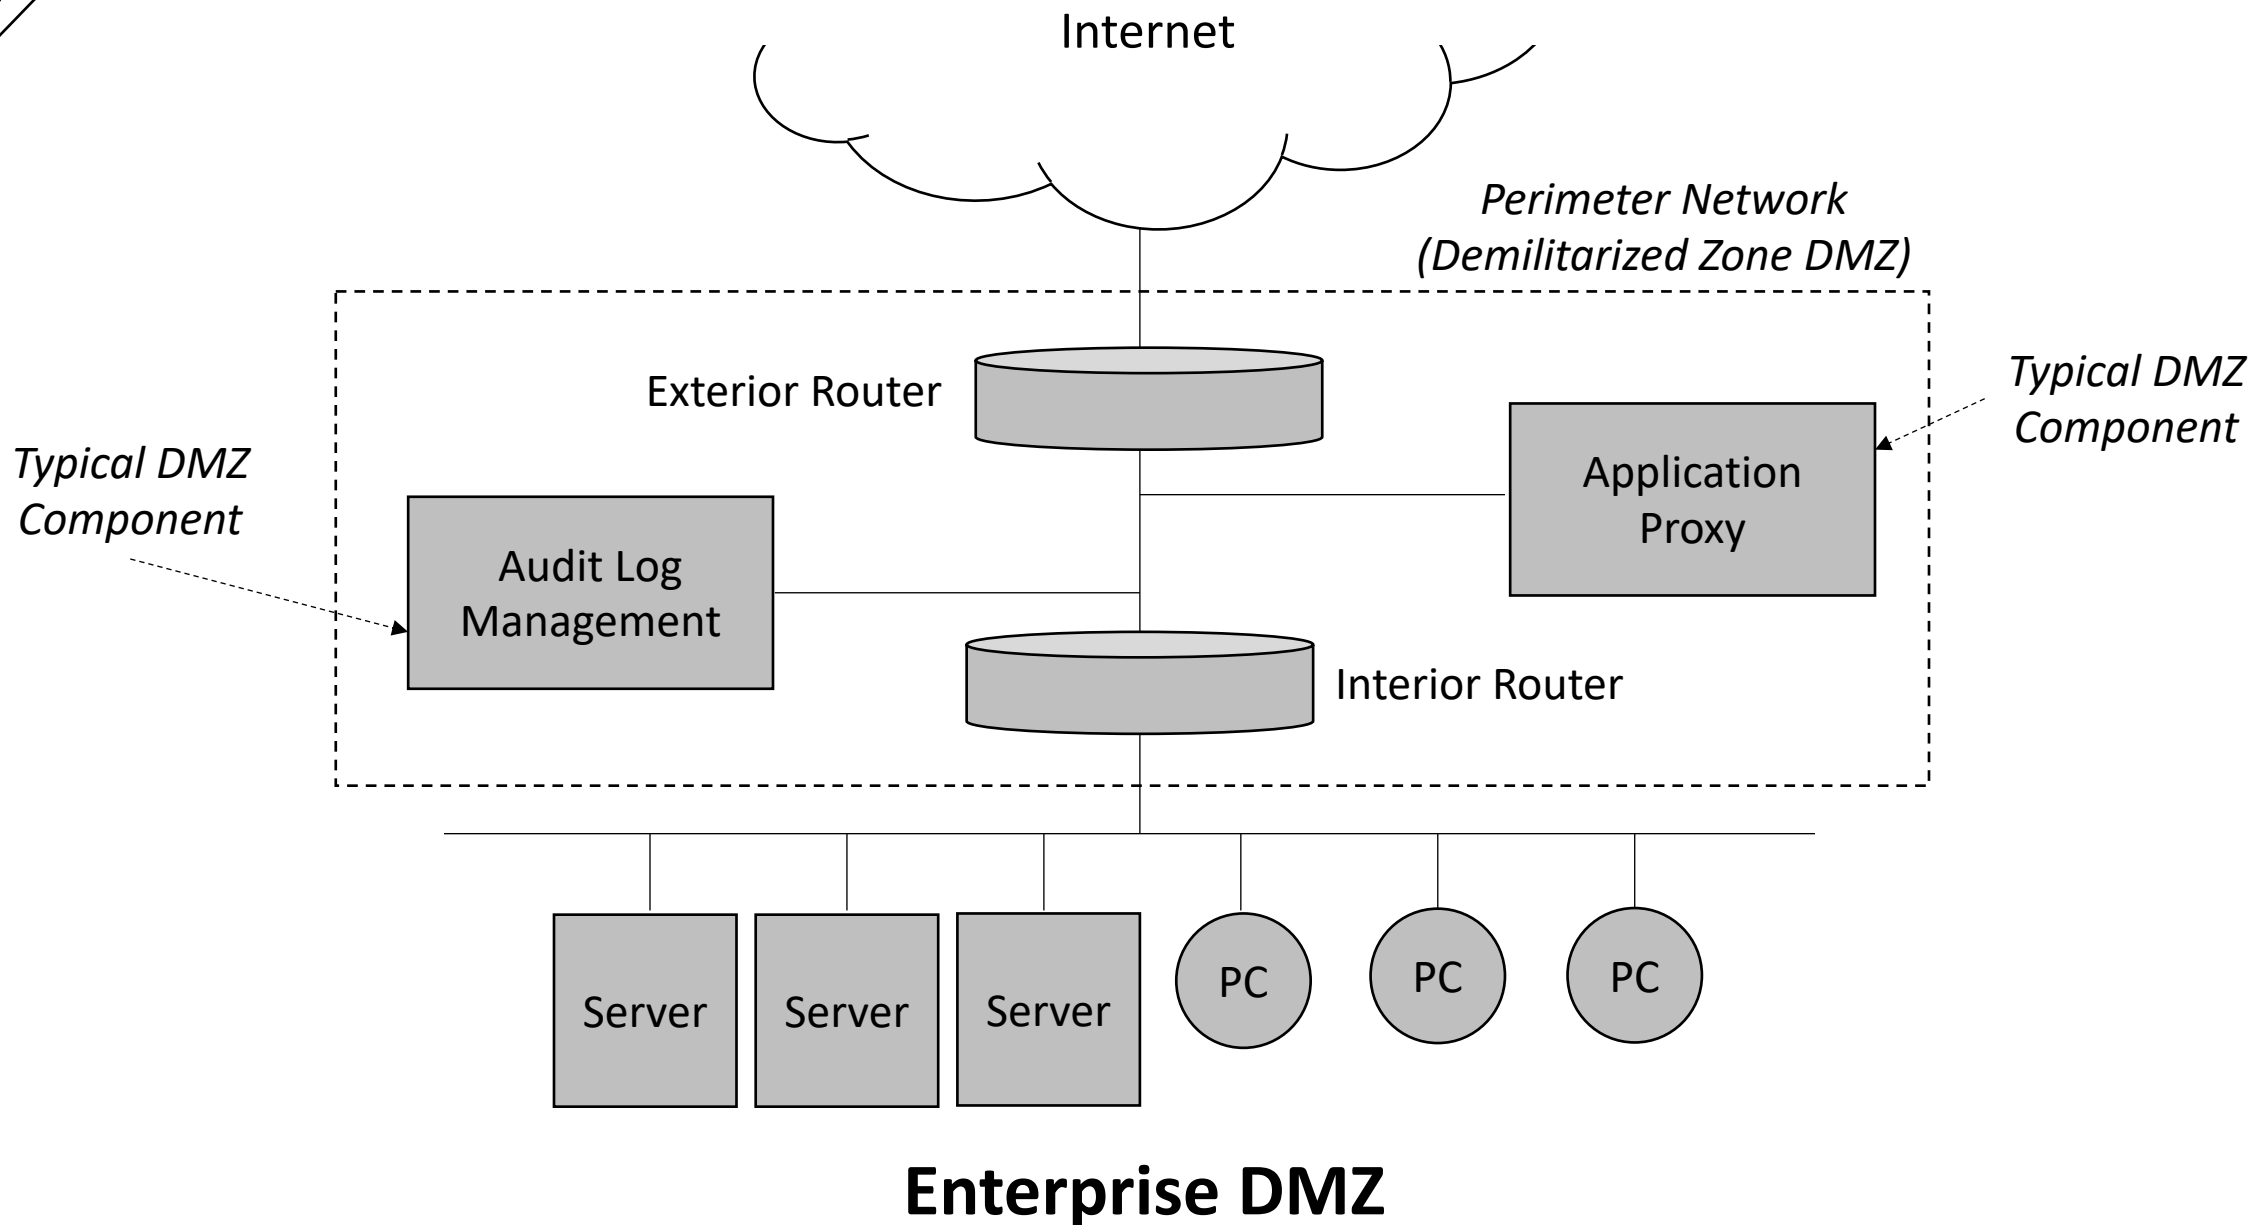 Internet
Perimeter Network
(Demilitarized Zone DMZ)
Exterior Router
Typical DMZ
Component
Application
Proxy
Typical DMZ
Component
Audit Log
Management
Interior Router
Server
Server
Server
PC
PC
PC
Enterprise DMZ